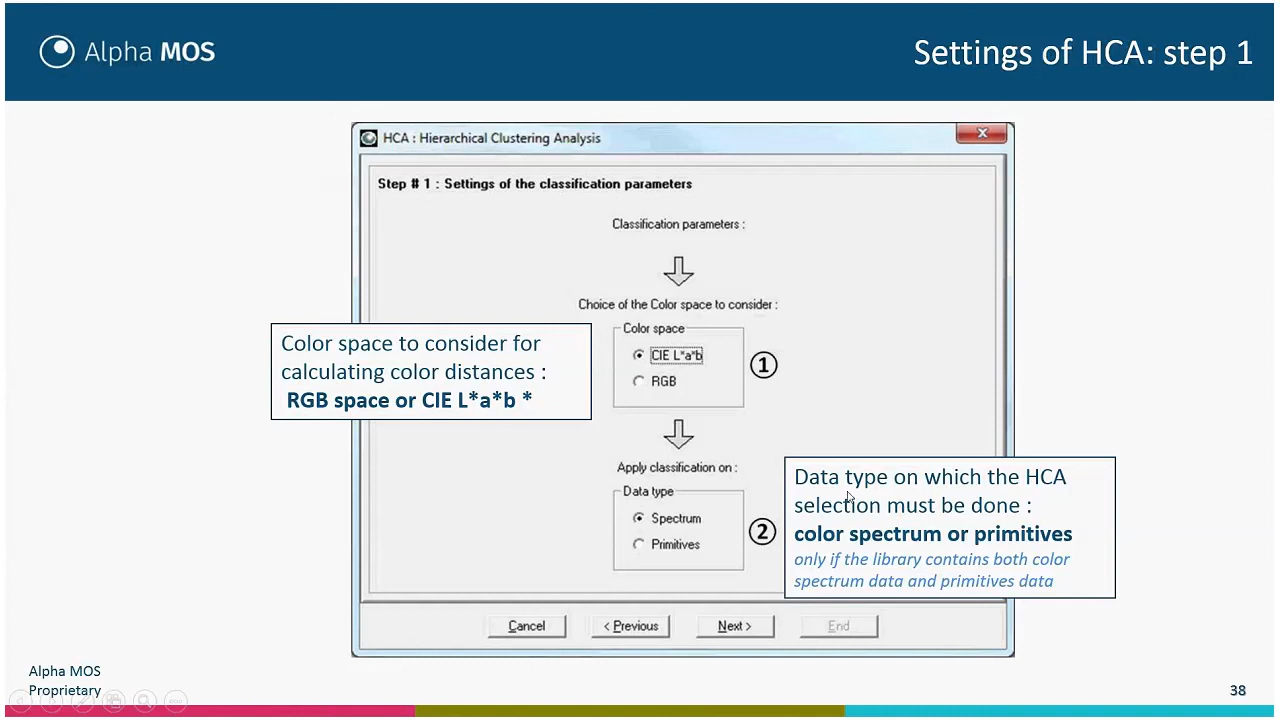 Alpha MOS
Settings of HCA: step 1
HCA : Hierarchical Clustering Analysis
Step # 1 : Settings of the classification parameters
Classification parameters :
Choice of the Color space to consider :
Color space
CIE L*a*b
RGB
1
Color space to consider for
calculating color distances :
RGB space or CIE L*a*b *
Apply classification on :
Data type
Spectrum
Primitives
2
Data type on which the HCA
selection must be done :
color spectrum or primitives
only if the library contains both color
spectrum data and primitives data
Cancel
< Previous
Next >
End
Alpha MOS
Proprietary
38